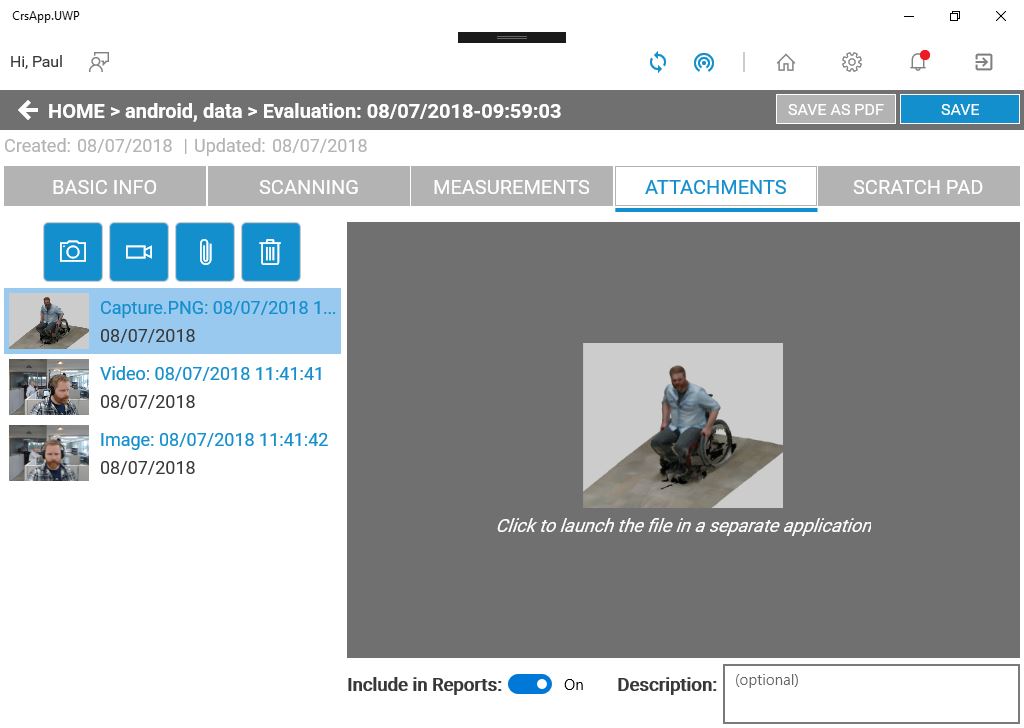 CrsApp.UWP
Hi, Paul
HOME > android, data > Evaluation: 08/07/2018-09:59:03
SAVE AS PDF
SAVE
Created: 08/07/2018 | Updated: 08/07/2018
BASIC INFO
SCANNING
MEASUREMENTS
ATTACHMENTS
SCRATCH PAD
Capture.PNG: 08/07/2018 1...
08/07/2018
Video: 08/07/2018 11:41:41
08/07/2018
Image: 08/07/2018 11:41:42
08/07/2018
Click to launch the file in a separate application
Include in Reports:
On
Description:
(optional)